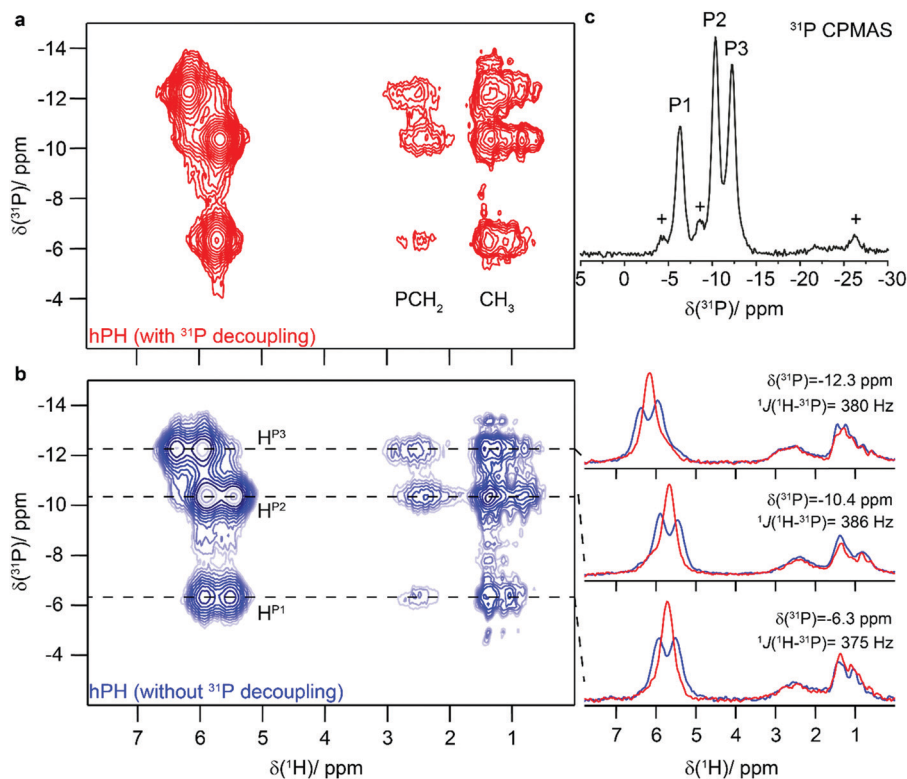 a
-14
-12
-10
-8
-6
-4
δ(³¹P)/ ppm
PCH₂
CH₃
hPH (with ³¹P decoupling)
c
³¹P CPMAS
P2
P3
P1
+
+
+
5 0 -5 -10 -15 -20 -25 -30
δ(³¹P)/ ppm
b
-14
-12
-10
-8
-6
-4
δ(³¹P)/ ppm
Hᴾ³
Hᴾ²
Hᴾ¹
hPH (without ³¹P decoupling)
7 6 5 4 3 2 1
δ(¹H)/ ppm
δ(³¹P)=-12.3 ppm
¹J(¹H-³¹P)= 380 Hz
δ(³¹P)=-10.4 ppm
¹J(¹H-³¹P)= 386 Hz
δ(³¹P)=-6.3 ppm
¹J(¹H-³¹P)= 375 Hz
7 6 5 4 3 2 1
δ(¹H)/ ppm